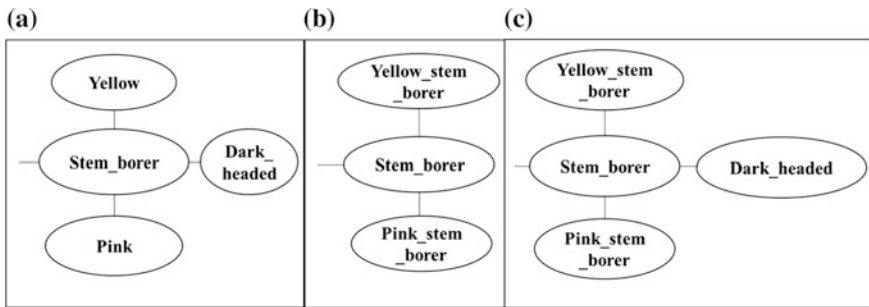 (a)
Yellow
Stem_borer
Dark_
headed
Pink
(b)
Yellow_stem
_borer
Stem_borer
Pink_stem
_borer
(c)
Yellow_stem
_borer
Stem_borer
Dark_headed
Pink_stem
_borer